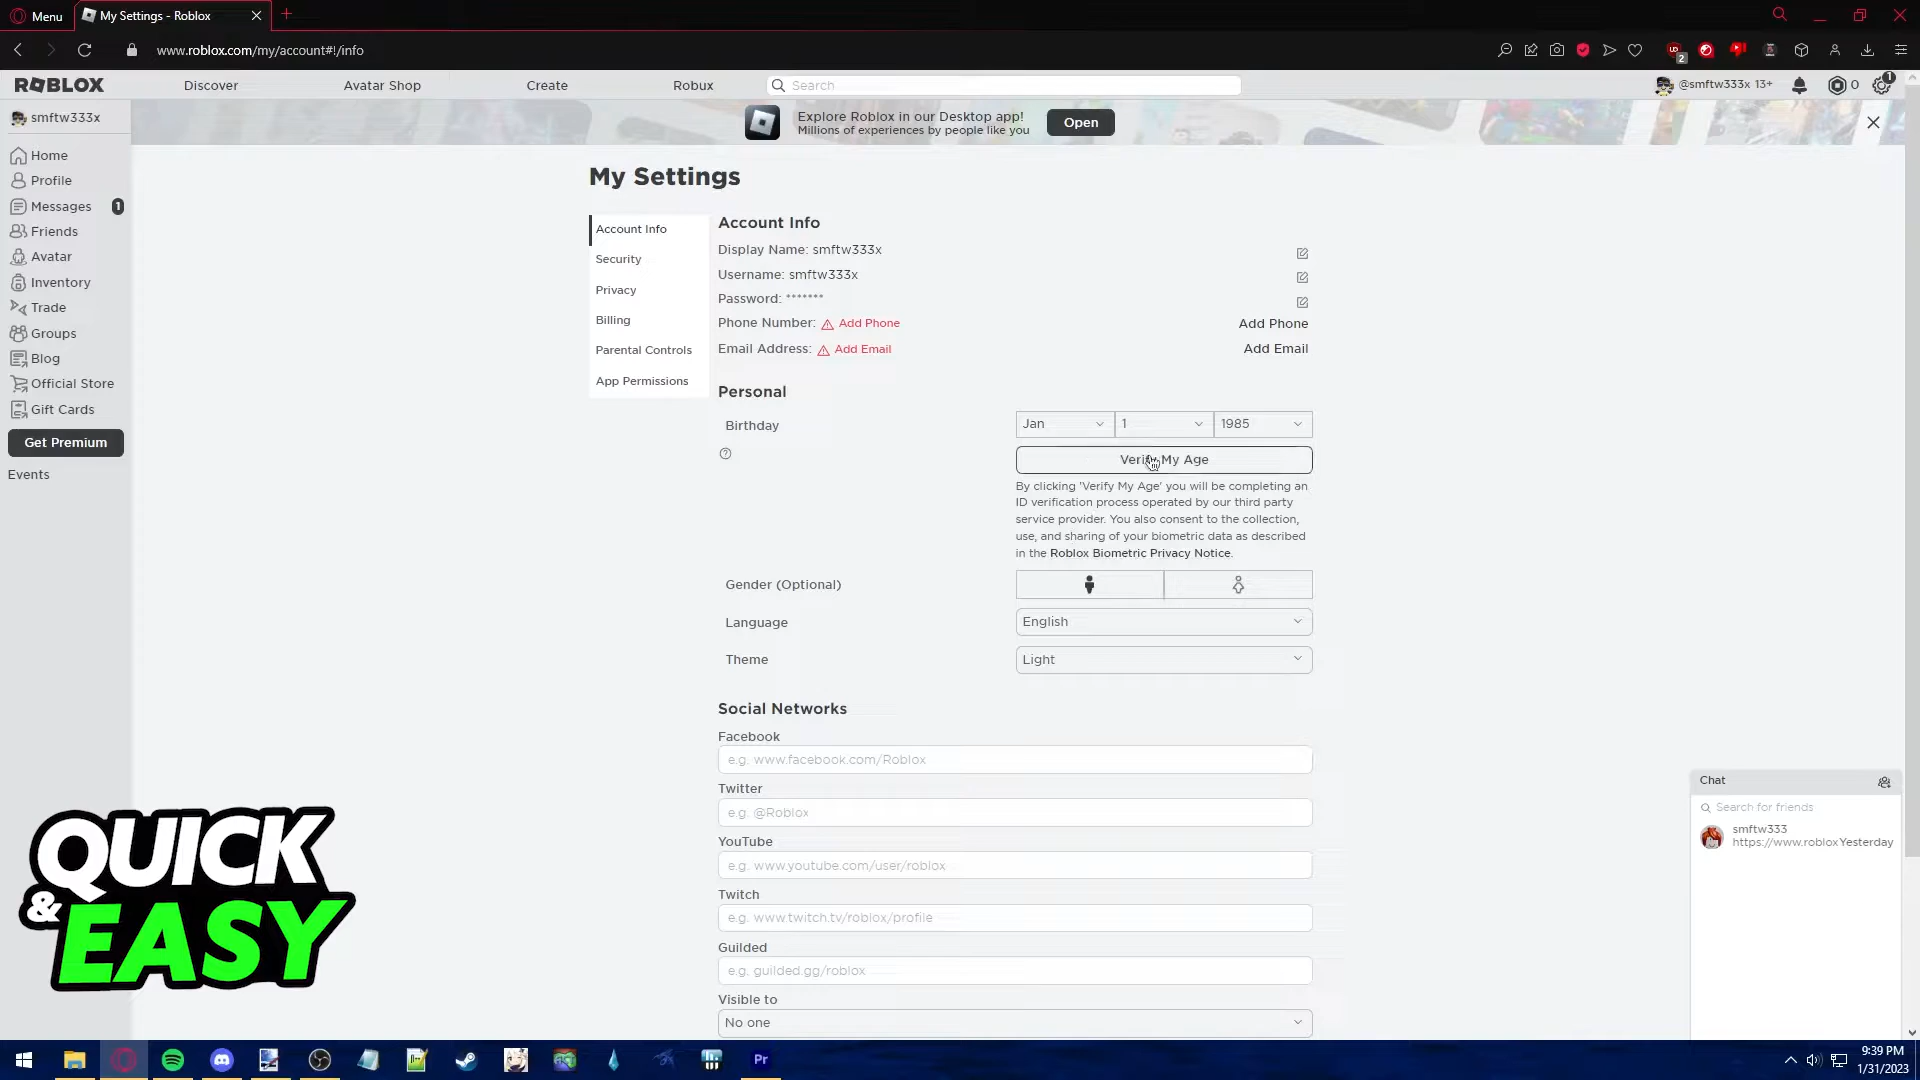 Menu
My Settings - Roblox
www.roblox.com/my/account#!/info
2
ROBLOX
Discover
Avatar Shop
Create
Robux
Search
@smftw333x 13+
0
1
smftw333x
Explore Roblox in our Desktop app!
Millions of experiences by people like you
Open
Home
Profile
Messages
1
Friends
Avatar
Inventory
Trade
Groups
Blog
Official Store
Gift Cards
Get Premium
Events
My Settings
Account Info
Security
Privacy
Billing
Parental Controls
App Permissions
Account Info
Display Name: smftw333x
Username: smftw333x
Password: *******
Phone Number: Add Phone
Add Phone
Email Address: Add Email
Add Email
Personal
Birthday
Jan
1
1985
Verify My Age
By clicking 'Verify My Age' you will be completing an
ID verification process operated by our third party
service provider. You also consent to the collection,
use, and sharing of your biometric data as described
in the Roblox Biometric Privacy Notice.
Gender (Optional)
Language
English
Theme
Light
Social Networks
Facebook
e.g. www.facebook.com/Roblox
Twitter
e.g. @Roblox
YouTube
e.g. www.youtube.com/user/roblox
Twitch
e.g. www.twitch.tv/roblox/profile
Guilded
e.g. guilded.gg/roblox
Visible to
No one
Chat
Search for friends
smftw333
https://www.roblox Yesterday
QUICK
& EASY
Pr
9:39 PM
1/31/2023